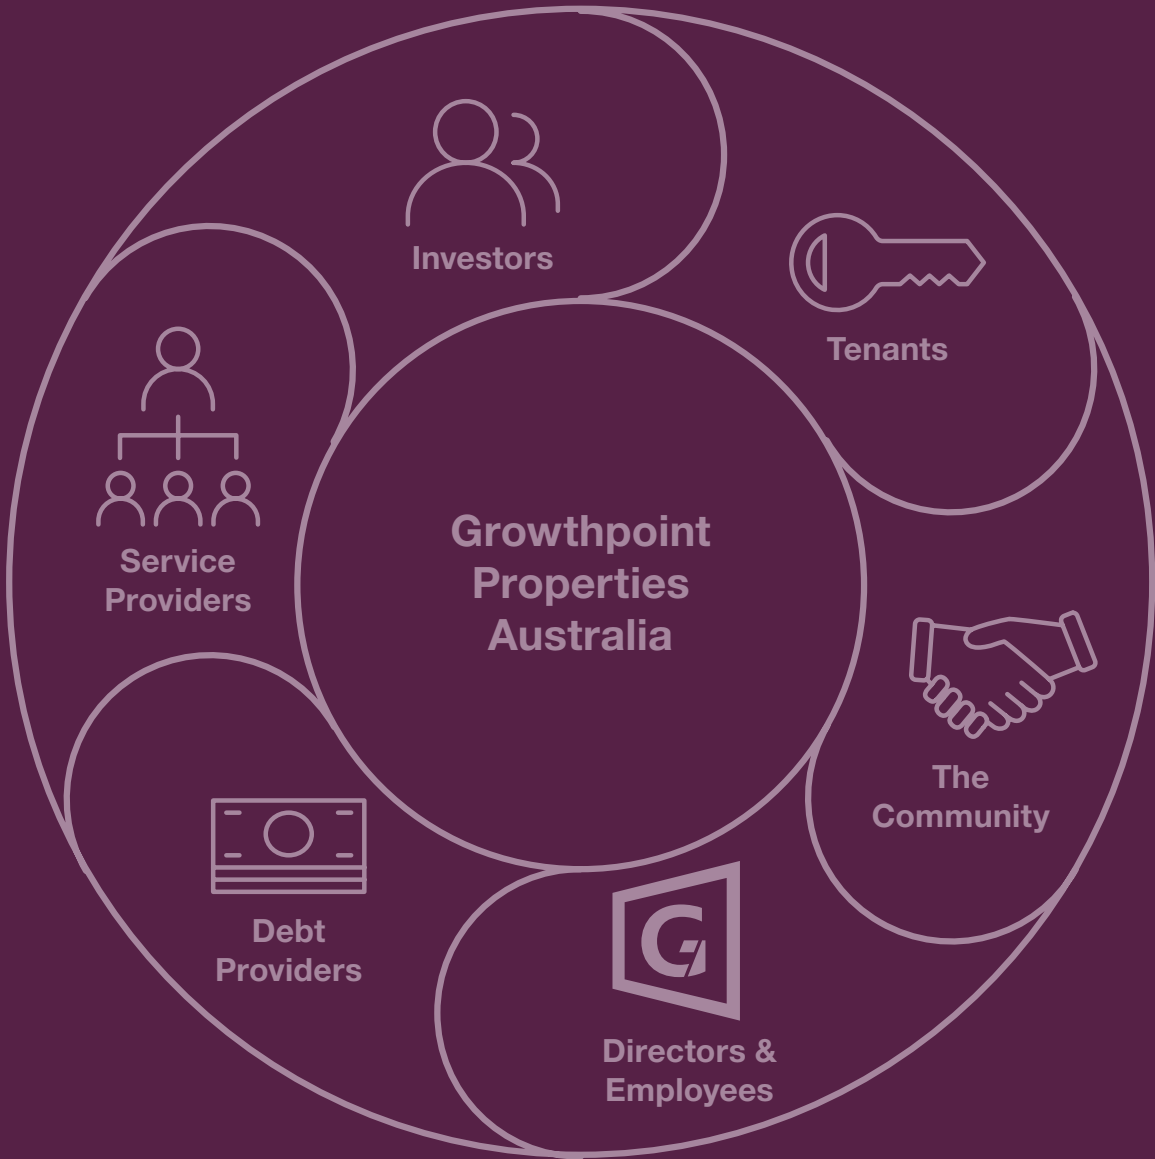 Investors
Tenants
Service
Providers
Growthpoint
Properties
Australia
The
Community
Debt
Providers
G
Directors &
Employees